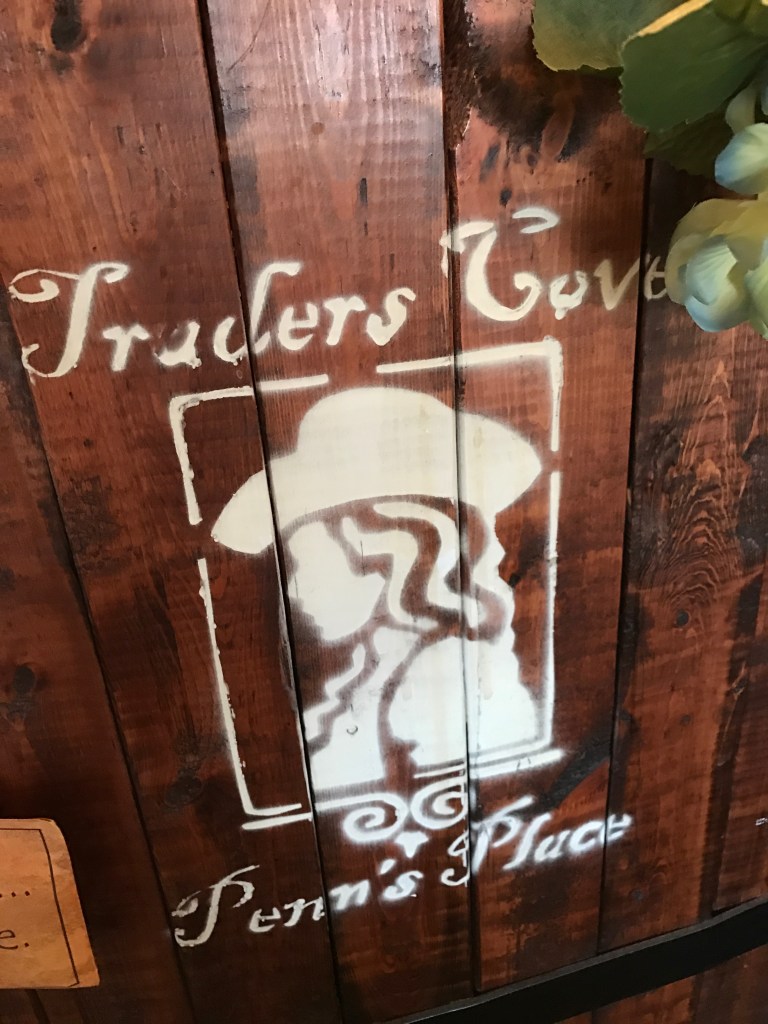 Traders Cove
Penn's Place
...
e.